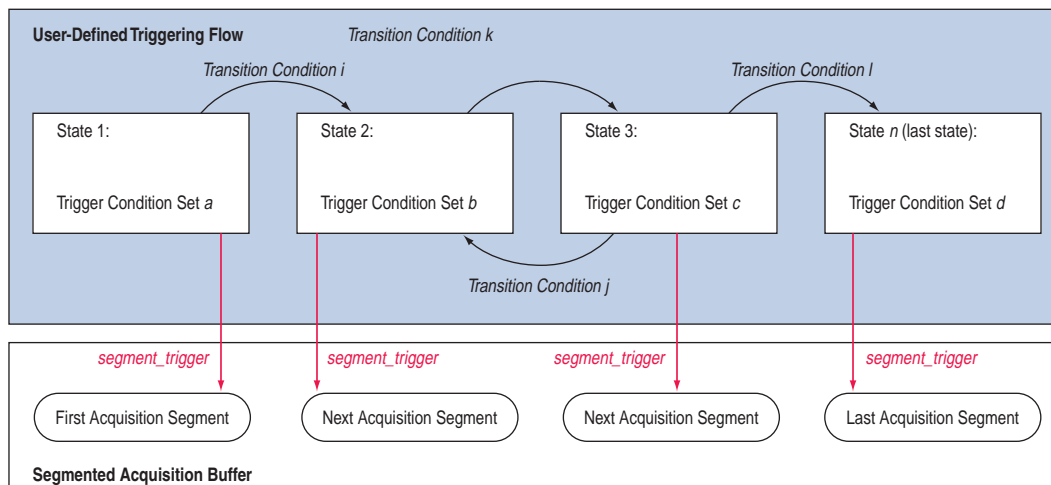 User-Defined Triggering Flow
Transition Condition k
Transition Condition i
Transition Condition l
State 1:
Trigger Condition Set a
State 2:
Trigger Condition Set b
State 3:
Trigger Condition Set c
State n (last state):
Trigger Condition Set d
Transition Condition j
segment_trigger
segment_trigger
segment_trigger
segment_trigger
First Acquisition Segment
Next Acquisition Segment
Next Acquisition Segment
Last Acquisition Segment
Segmented Acquisition Buffer